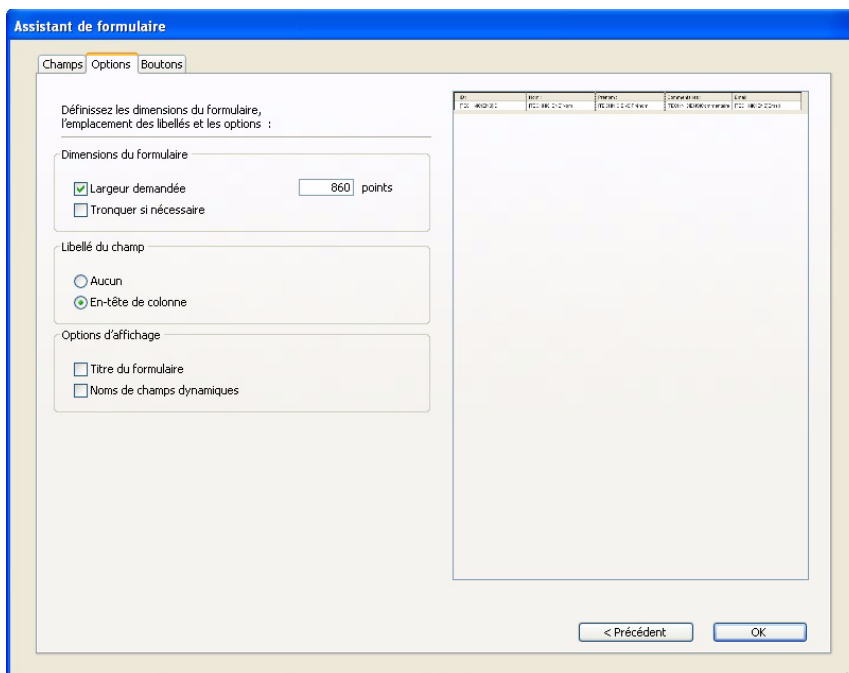 Assistant de formulaire
Champs Options Boutons
Définissez les dimensions du formulaire,
l'emplacement des libellés et les options :
Dimensions du formulaire
Largeur demandée 860 points
Tronquer si nécessaire
Libellé du champ
Aucun
En-tête de colonne
Options d'affichage
Titre du formulaire
Noms de champs dynamiques
< Précédent OK